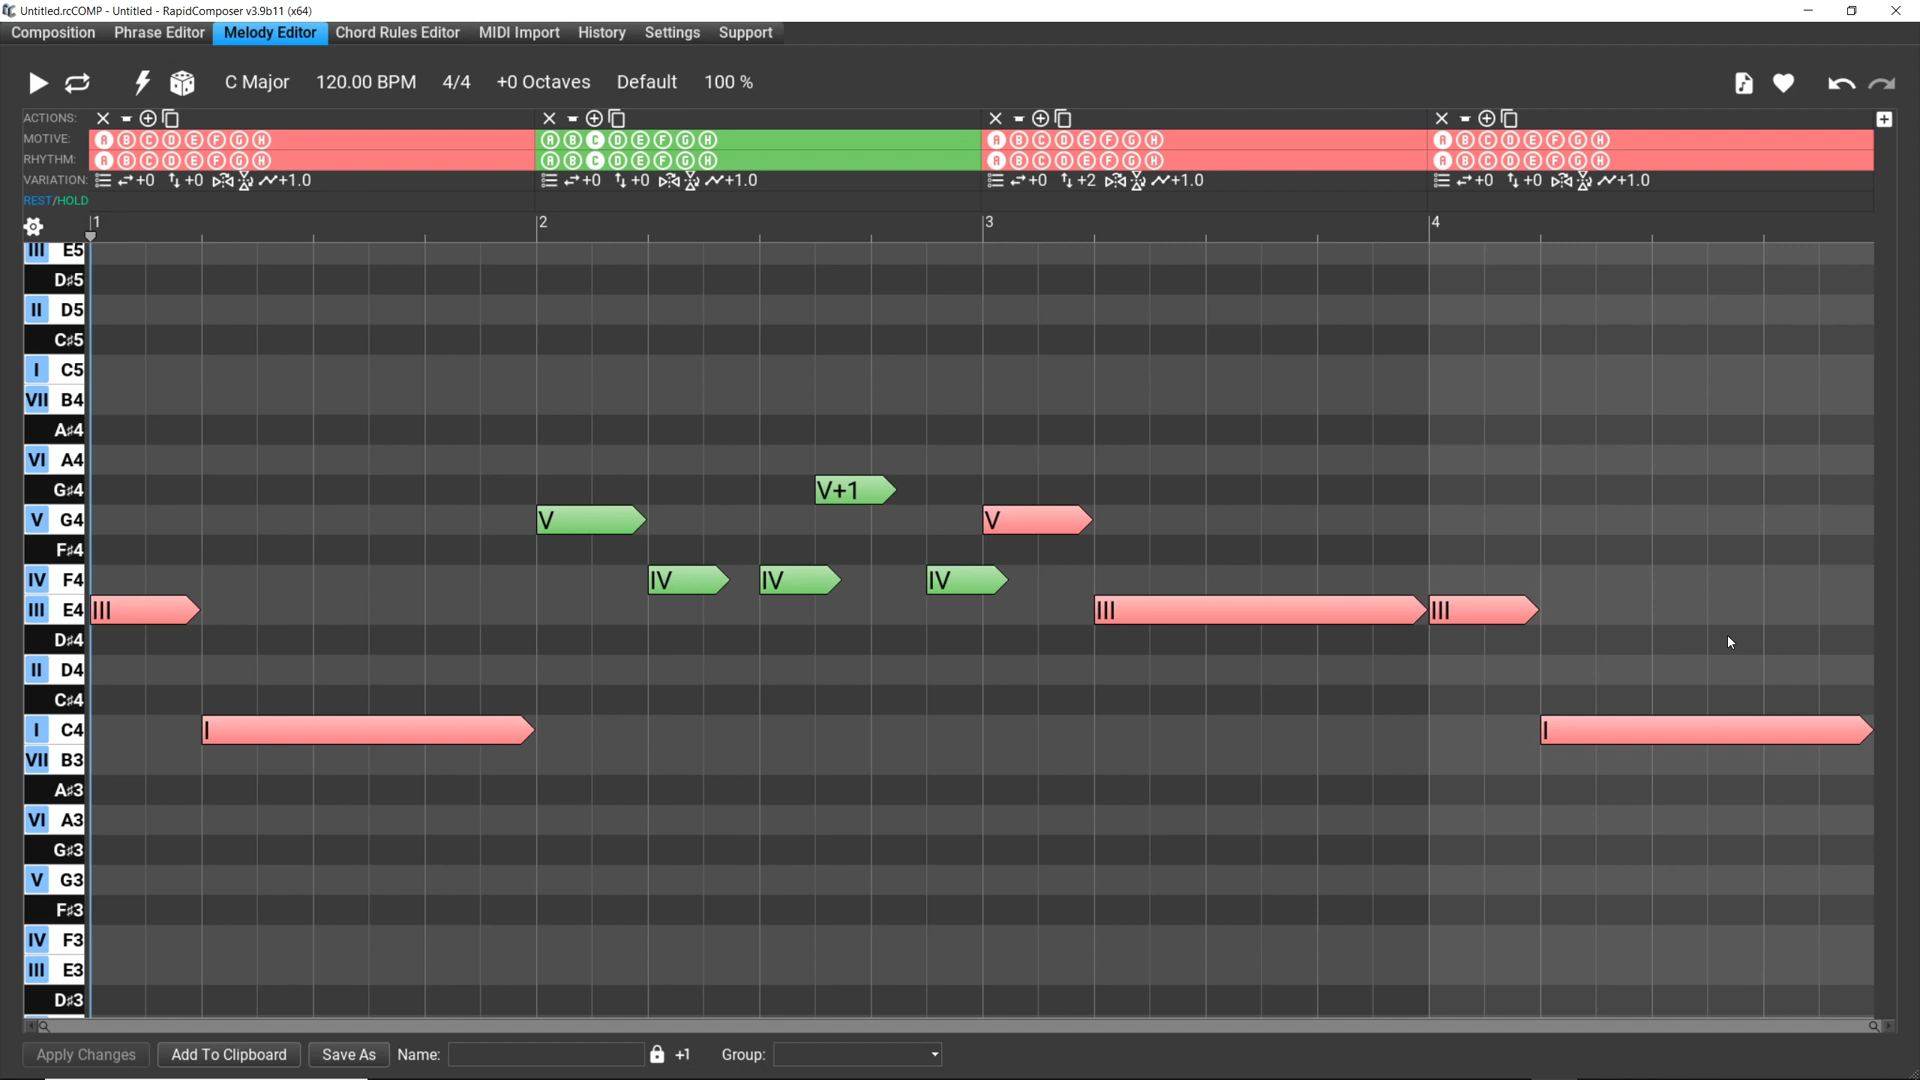 Untitled.rcCOMP - Untitled - RapidComposer v3.9b11 (x64)
Composition Phrase Editor Melody Editor Chord Rules Editor MIDI Import History Settings Support
C Major 120.00 BPM 4/4 +0 Octaves Default 100 %
ACTIONS:
MOTIVE: A B C D E F G H A B C D E F G H A B C D E F G H A B C D E F G H
RHYTHM: A B C D E F G H A B C D E F G H A B C D E F G H A B C D E F G H
VARIATION: +0 +0 +1.0 +0 +0 +1.0 +0 +2 +1.0 +0 +0 +1.0
REST/HOLD
1 2 3 4
III E5
D#5
II D5
C#5
I C5
VII B4
A#4
VI A4
G#4 V+1
V G4 V V
F#4
IV F4 IV IV IV
III E4 III III III
D#4
II D4
C#4
I C4 I I
VII B3
A#3
VI A3
G#3
V G3
F#3
IV F3
III E3
D#3
Apply Changes Add To Clipboard Save As Name: +1 Group: